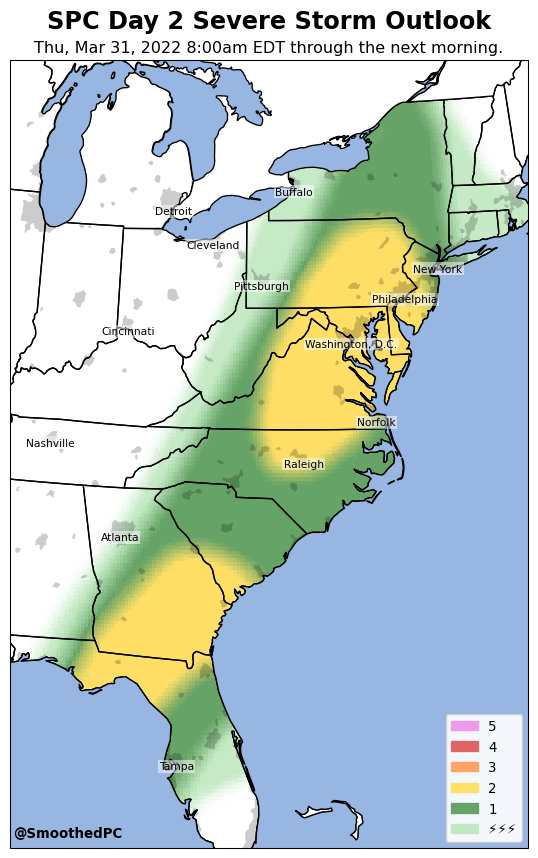 SPC Day 2 Severe Storm Outlook
Thu, Mar 31, 2022 8:00am EDT through the next morning.
Buffalo
Detroit
Cleveland
New York
Pittsburgh
Philadelphia
Cincinnati
Washington, D.C.
Norfolk
Nashville
Raleigh
Atlanta
Tampa
5
4
3
2
1
⚡⚡⚡
@SmoothedPC